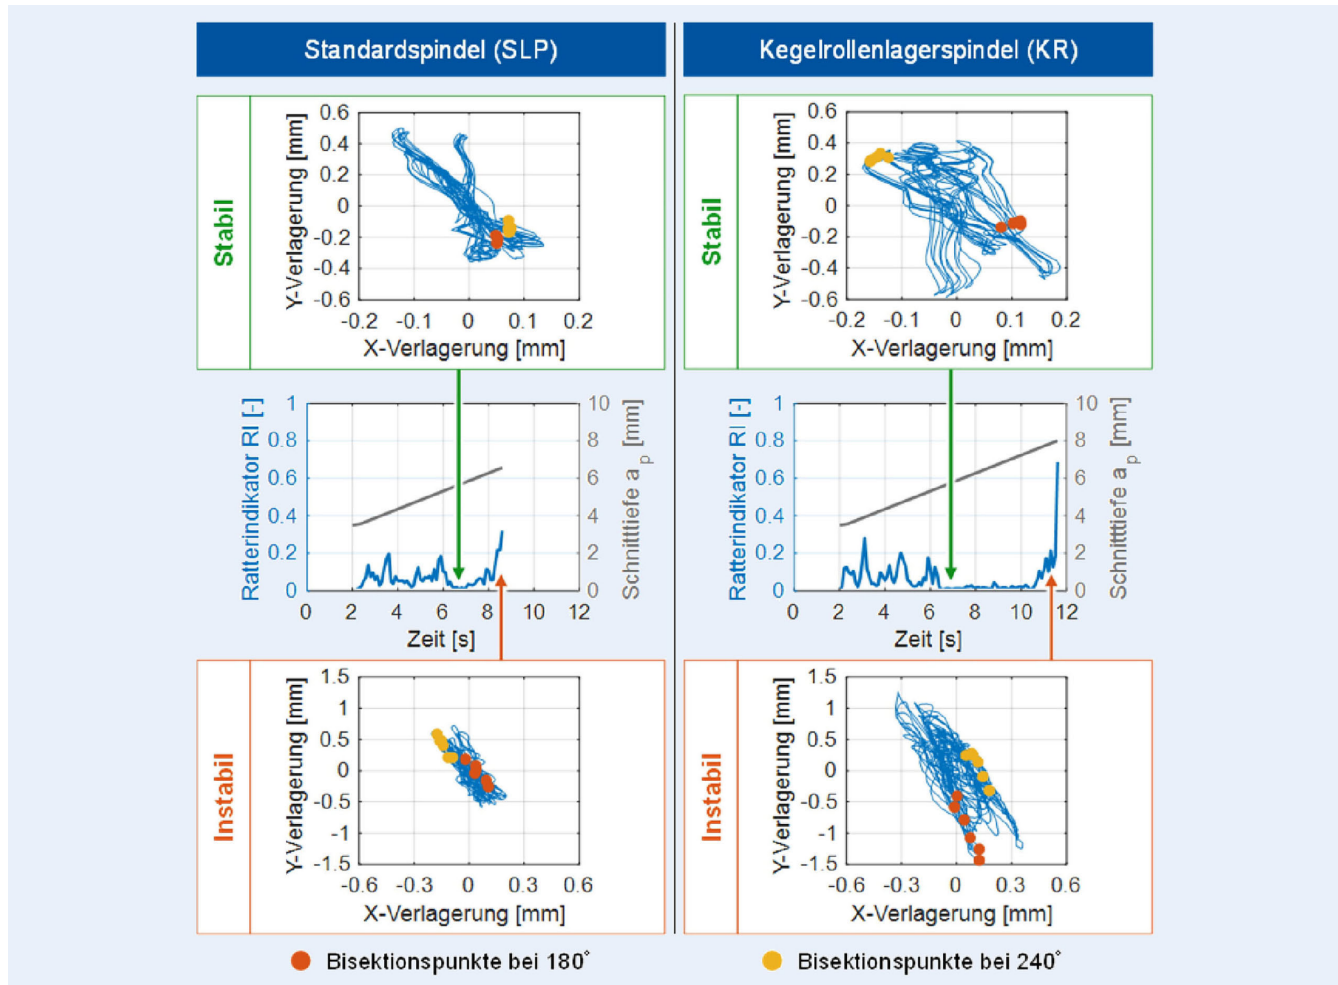 Standardspindel (SLP)
Kegelrollenlagerspindel (KR)
Stabil
Y-Verlagerung [mm]
0.6
0.4
0.2
0
-0.2
-0.4
-0.6
-0.2 -0.1 0 0.1 0.2
X-Verlagerung [mm]
Stabil
Y-Verlagerung [mm]
0.6
0.4
0.2
0
-0.2
-0.4
-0.6
-0.2 -0.1 0 0.1 0.2
X-Verlagerung [mm]
Ratterindikator RI [-]
1
0.8
0.6
0.4
0.2
0
10
8
6
4
2
0
Schnitttiefe a p [mm]
0 2 4 6 8 10 12
Zeit [s]
Ratterindikator RI [-]
1
0.8
0.6
0.4
0.2
0
10
8
6
4
2
0
Schnitttiefe a p [mm]
0 2 4 6 8 10 12
Zeit [s]
Instabil
Y-Verlagerung [mm]
1.5
1
0.5
0
-0.5
-1
-1.5
-0.6 -0.3 0 0.3 0.6
X-Verlagerung [mm]
Instabil
Y-Verlagerung [mm]
1.5
1
0.5
0
-0.5
-1
-1.5
-0.6 -0.3 0 0.3 0.6
X-Verlagerung [mm]
Bisektionspunkte bei 180°
Bisektionspunkte bei 240°